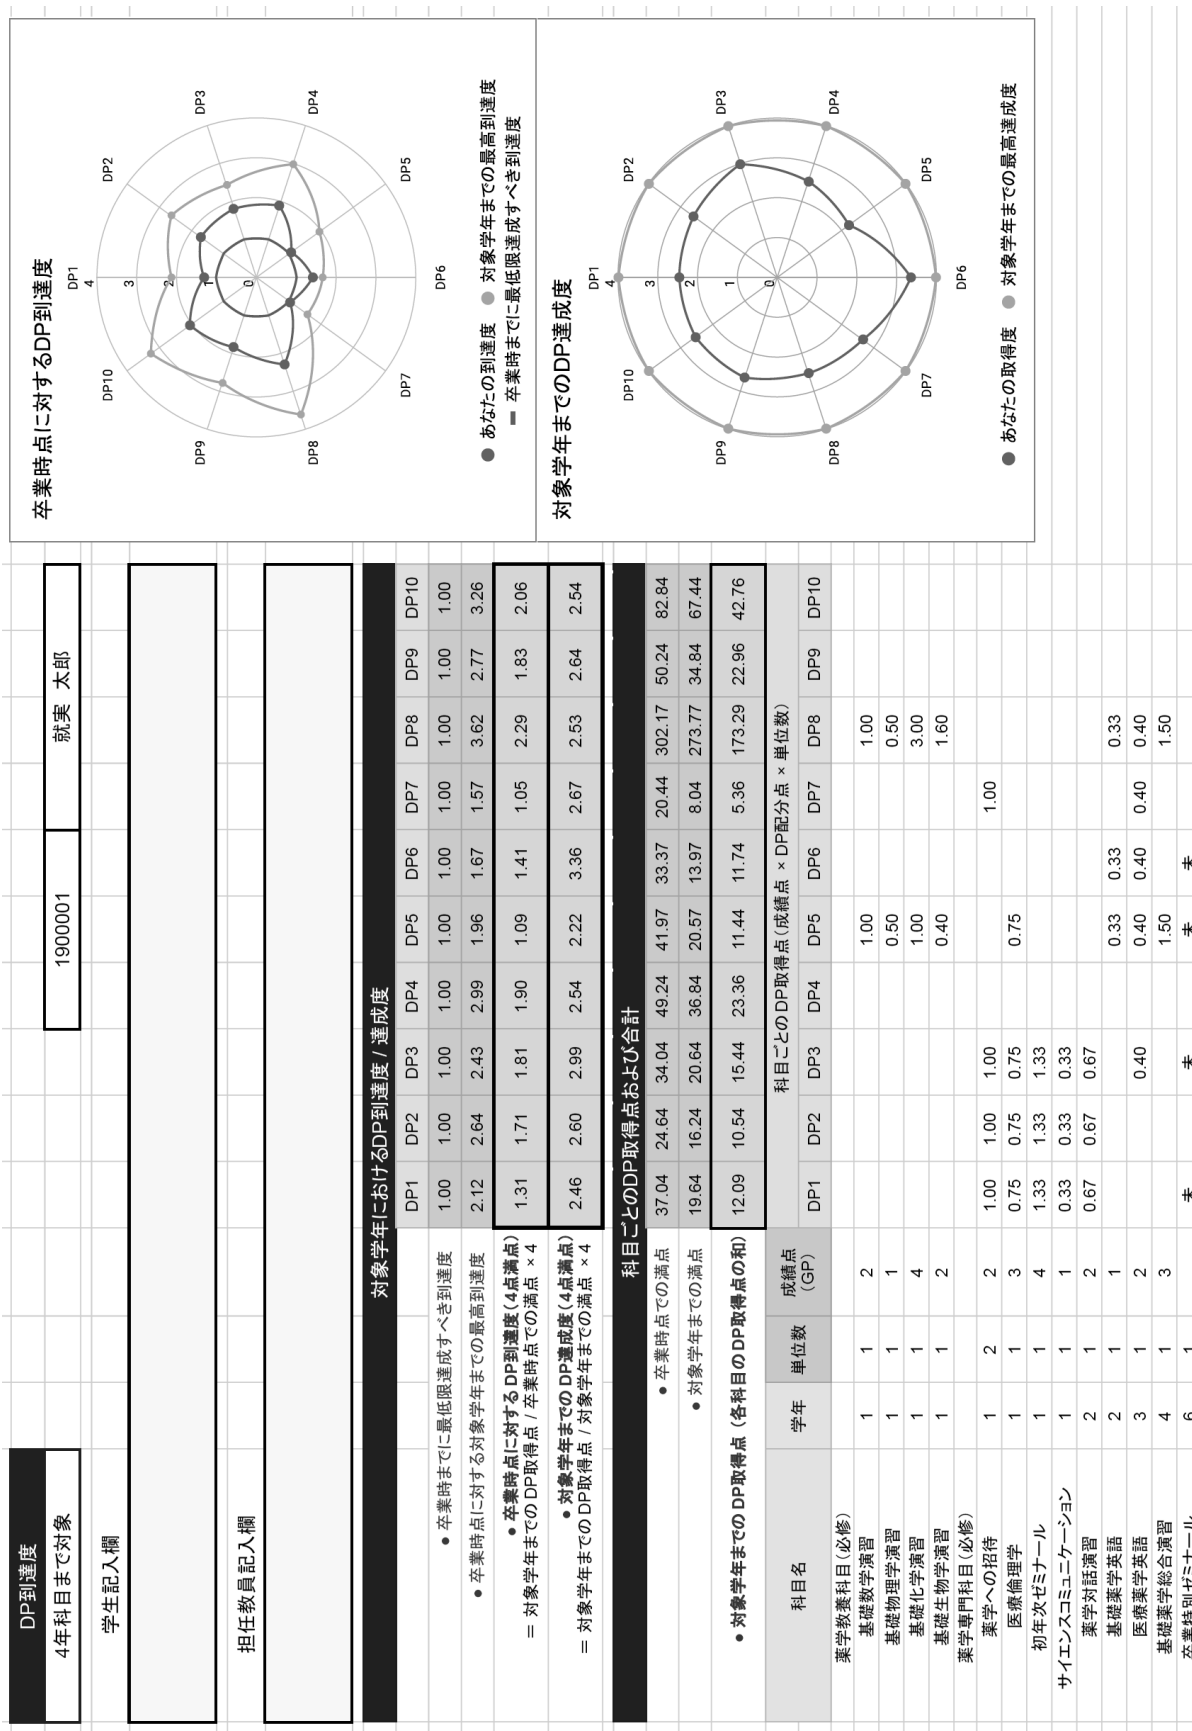 DP到達度
4年科目まで対象
1900001
就実 太郎
学生記入欄
担任教員記入欄
対象学年におけるDP到達度 / 達成度
DP1 DP2 DP3 DP4 DP5 DP6 DP7 DP8 DP9 DP10
● 卒業時までに最低限達成すべき到達度 1.00 1.00 1.00 1.00 1.00 1.00 1.00 1.00 1.00 1.00
● 卒業時点に対する対象学年までの最高到達度 2.12 2.64 2.43 2.99 1.96 1.67 1.57 3.62 2.77 3.26
● 卒業時点に対する DP到達度（4点満点）
＝ 対象学年までの DP取得点 / 卒業時点での満点 ×4
1.31 1.71 1.81 1.90 1.09 1.41 1.05 2.29 1.83 2.06
● 対象学年までの DP達成度（4点満点）
＝ 対象学年までの DP取得点 / 対象学年までの満点 ×4
2.46 2.60 2.99 2.54 2.22 3.36 2.67 2.53 2.64 2.54
科目ごとのDP取得点および合計
● 卒業時点での満点 37.04 24.64 34.04 49.24 41.97 33.37 20.44 302.17 50.24 82.84
● 対象学年までの満点 19.64 16.24 20.64 36.84 20.57 13.97 8.04 273.77 34.84 67.44
● 対象学年までの DP取得点（各科目のDP取得点の和） 12.09 10.54 15.44 23.36 11.44 11.74 5.36 173.29 22.96 42.76
科目名 学年 単位数 成績点（GP） 科目ごとの DP取得点（成績点 × DP配分点 × 単位数）
DP1 DP2 DP3 DP4 DP5 DP6 DP7 DP8 DP9 DP10
薬学教養科目（必修）
基礎数学演習 1 1 2 1.00 1.00
基礎物理学演習 1 1 1 0.50 0.50
基礎化学演習 1 1 4 1.00 3.00
基礎生物学演習 1 1 2 0.40 1.60
薬学専門科目（必修）
薬学への招待 1 2 2 1.00 1.00 1.00 1.00
医療倫理学 1 1 3 0.75 0.75 0.75 0.75
初年次ゼミナール 1 1 4 1.33 1.33 1.33
サイエンスコミュニケーション 1 1 1 0.33 0.33 0.33
薬学対話演習 2 1 2 0.67 0.67 0.67
基礎薬学英語 2 1 1 0.33 0.33 0.33
医療薬学英語 3 1 2 0.40 0.40 0.40 0.40 0.40
基礎薬学総合演習 4 1 3 1.50 1.50
卒業特別ゼミナール 6 1 未 未 未 未
卒業時点に対するDP到達度
DP1
DP2
DP3
DP4
DP5
DP6
DP7
DP8
DP9
DP10
4
3
2
1
0
● あなたの到達度 ● 対象学年までの最高到達度
卒業時までに最低限達成すべき到達度
対象学年までのDP達成度
DP1
DP2
DP3
DP4
DP5
DP6
DP7
DP8
DP9
DP10
4
3
2
1
0
● あなたの取得度 ● 対象学年までの最高達成度